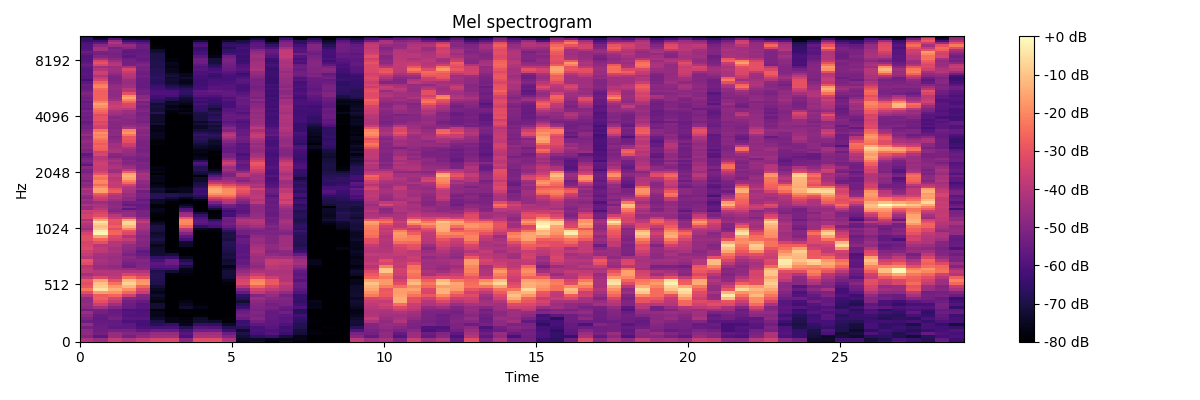 Mel spectrogram
Hz
8192
4096
2048
1024
512
0
0 5 10 15 20 25
Time
+0 dB
-10 dB
-20 dB
-30 dB
-40 dB
-50 dB
-60 dB
-70 dB
-80 dB